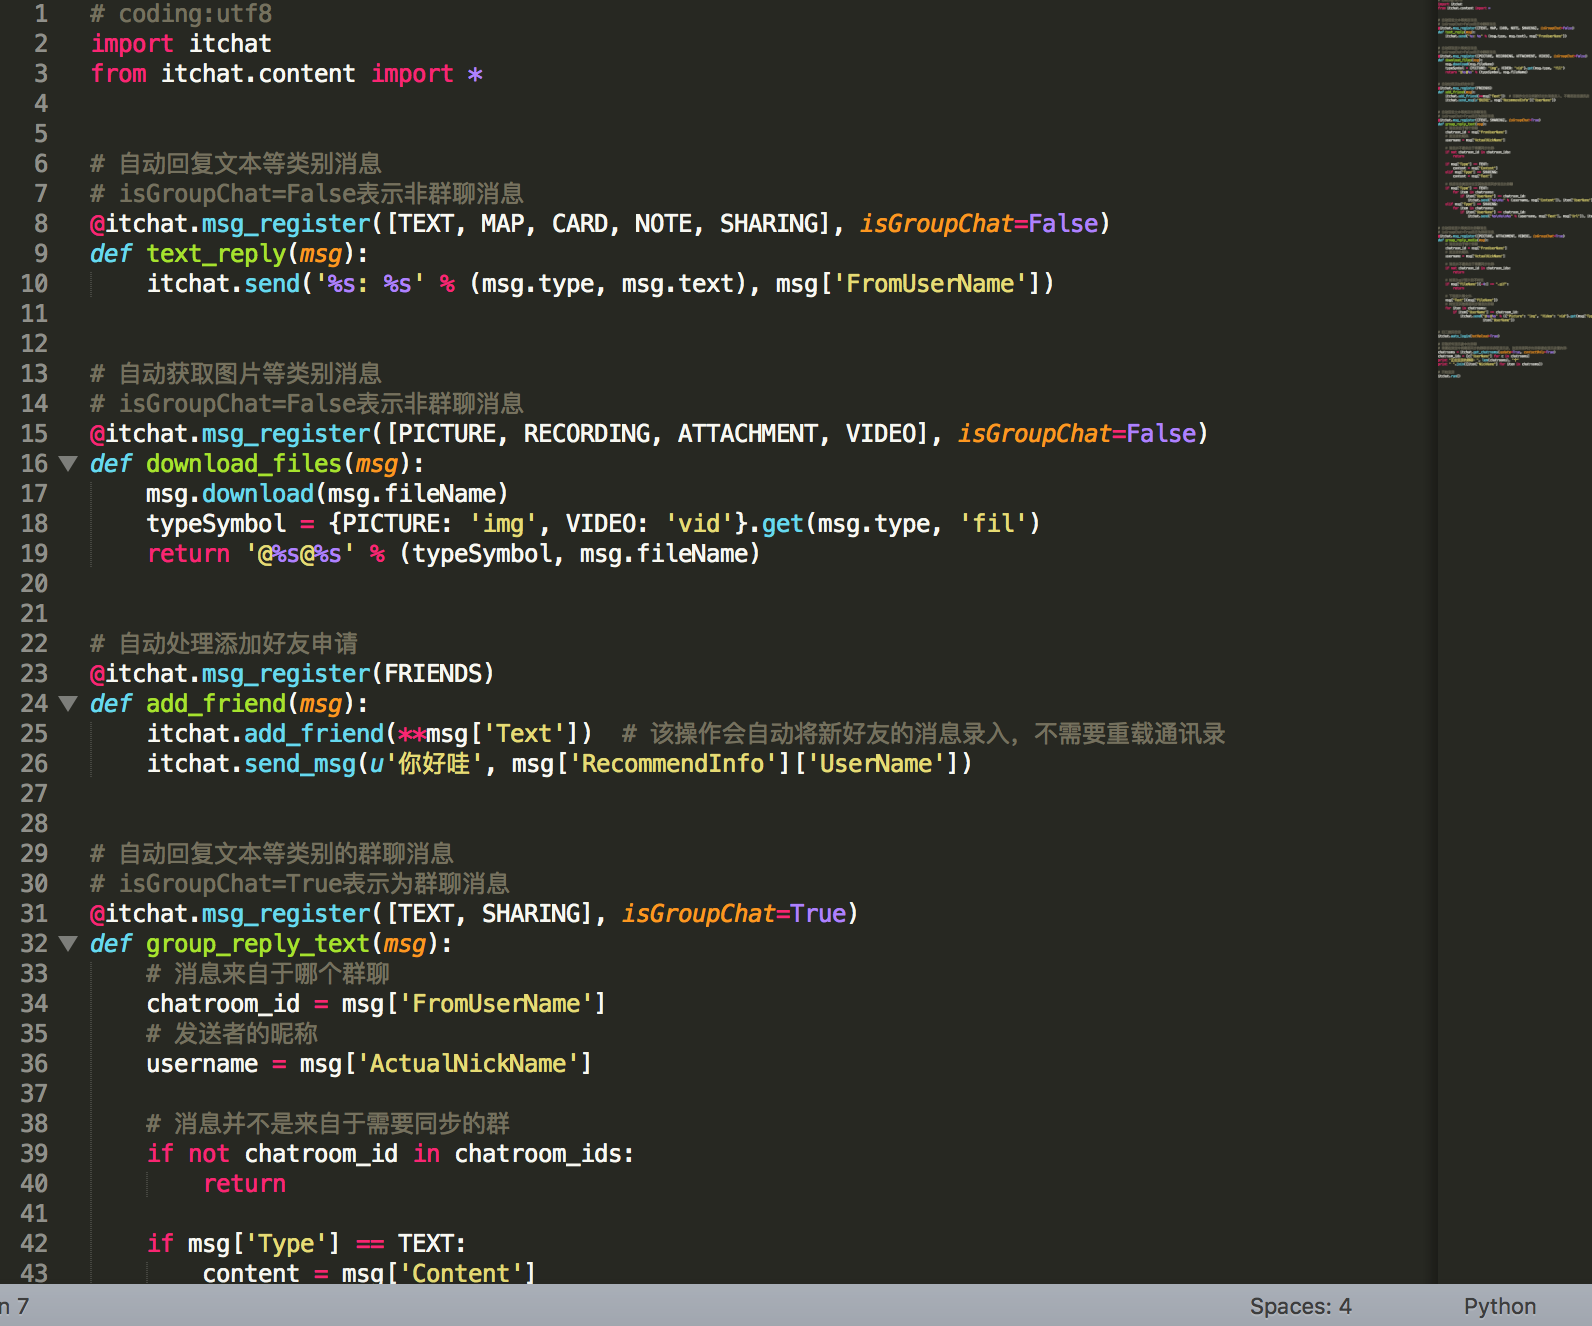 1 # coding:utf8
2 import itchat
3 from itchat.content import *
4
5
6 # 自动回复文本等类别消息
7 # isGroupChat=False表示非群聊消息
8 @itchat.msg_register([TEXT, MAP, CARD, NOTE, SHARING], isGroupChat=False)
9 def text_reply(msg):
10     itchat.send('%s: %s' % (msg.type, msg.text), msg['FromUserName'])
11
12
13 # 自动获取图片等类别消息
14 # isGroupChat=False表示非群聊消息
15 @itchat.msg_register([PICTURE, RECORDING, ATTACHMENT, VIDEO], isGroupChat=False)
16 def download_files(msg):
17     msg.download(msg.fileName)
18     typeSymbol = {PICTURE: 'img', VIDEO: 'vid'}.get(msg.type, 'fil')
19     return '@%s@%s' % (typeSymbol, msg.fileName)
20
21
22 # 自动处理添加好友申请
23 @itchat.msg_register(FRIENDS)
24 def add_friend(msg):
25     itchat.add_friend(**msg['Text'])  # 该操作会自动将新好友的消息录入，不需要重载通讯录
26     itchat.send_msg(u'你好哇', msg['RecommendInfo']['UserName'])
27
28
29 # 自动回复文本等类别的群聊消息
30 # isGroupChat=True表示为群聊消息
31 @itchat.msg_register([TEXT, SHARING], isGroupChat=True)
32 def group_reply_text(msg):
33     # 消息来自于哪个群聊
34     chatroom_id = msg['FromUserName']
35     # 发送者的昵称
36     username = msg['ActualNickName']
37
38     # 消息并不是来自于需要同步的群
39     if not chatroom_id in chatroom_ids:
40         return
41
42     if msg['Type'] == TEXT:
43         content = msg['Content']
n 7 Spaces: 4 Python